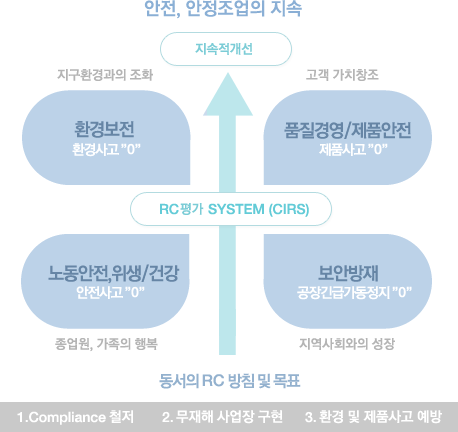 안전, 안정조업의 지속
지속적개선
지구환경과의 조화
고객 가치창조
환경보전
환경사고 "0"
품질경영/제품안전
제품사고 "0"
RC평가 SYSTEM (CIRS)
노동안전,위생/건강
안전사고 "0"
보안방재
공장긴급가동정지 "0"
종업원, 가족의 행복
지역사회와의 성장
동서의 RC 방침 및 목표
1.Compliance 철저 2. 무재해 사업장 구현 3. 환경 및 제품사고 예방